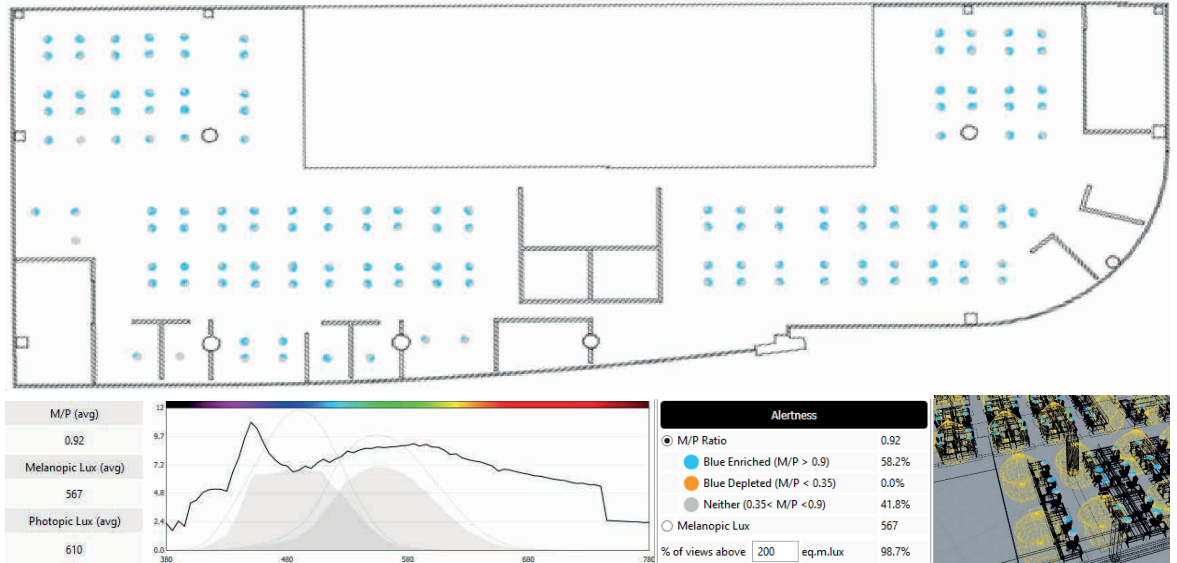 M/P (avg)
0.92
Melanopic Lux (avg)
567
Photopic Lux (avg)
610
12
9.7
7.2
4.8
2.4
0.0
380
480
580
680
780
Alertness
M/P Ratio 0.92
Blue Enriched (M/P > 0.9) 58.2%
Blue Depleted (M/P < 0.35) 0.0%
Neither (0.35< M/P <0.9) 41.8%
Melanopic Lux 567
% of views above 200 eq.m.lux 98.7%